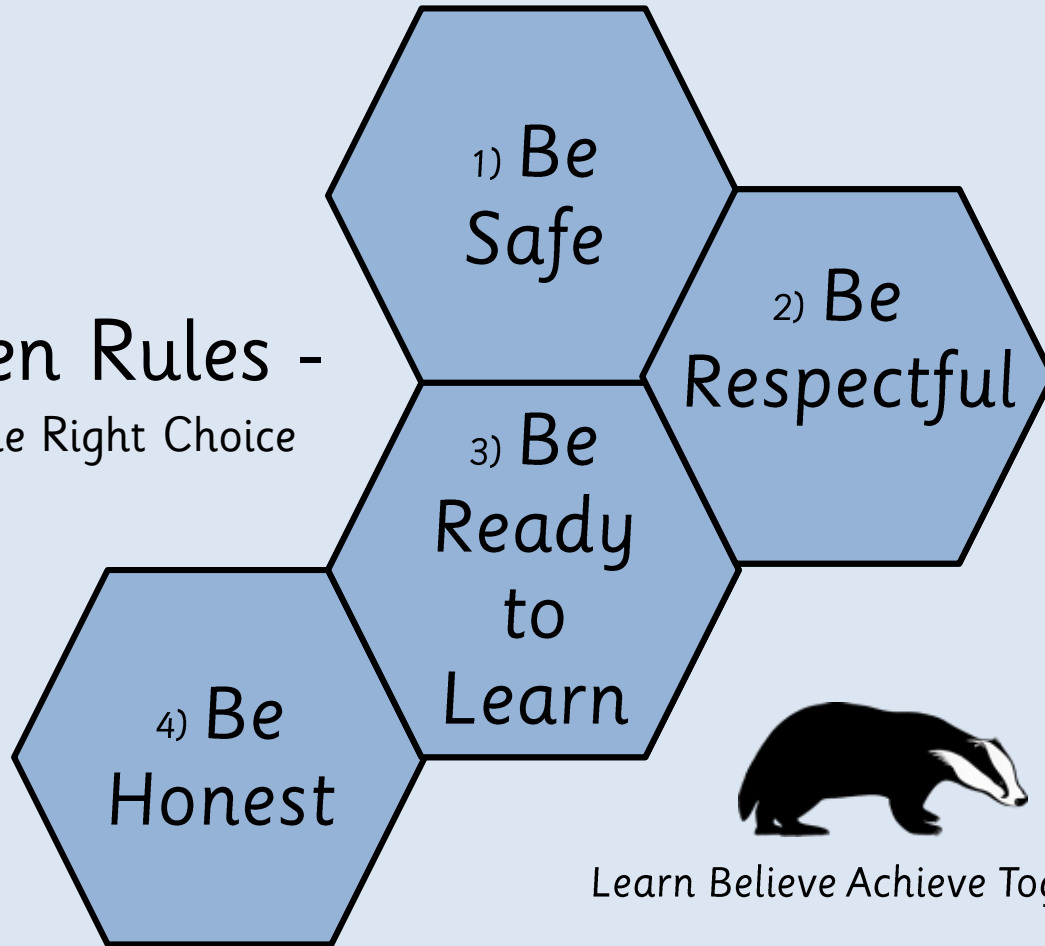 1) Be
Safe
2) Be
Respectful
en Rules -
e Right Choice
3) Be
Ready
to
Learn
4) Be
Honest
Learn Believe Achieve Tog